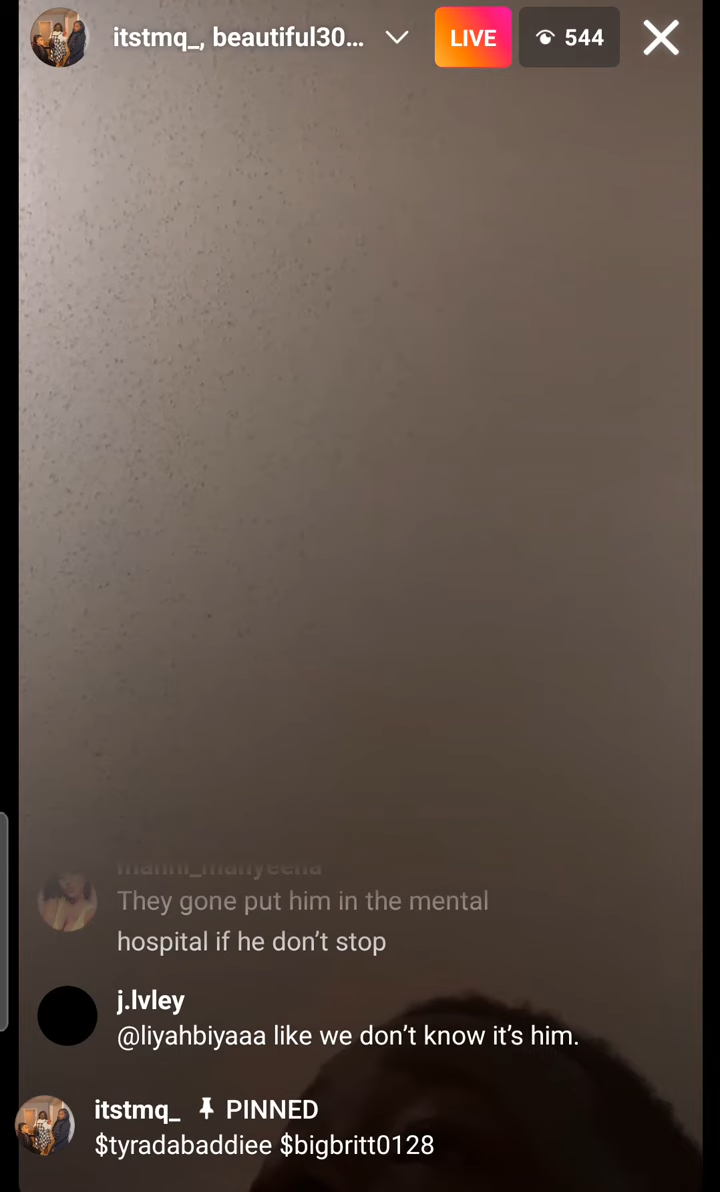 itstmq_, beautiful30...
LIVE
544
manni_manyeena
They gone put him in the mental
hospital if he don't stop
j.lvley
@liyahbiyaaa like we don't know it's him.
itstmq_ PINNED
$tyradabaddiee $bigbritt0128